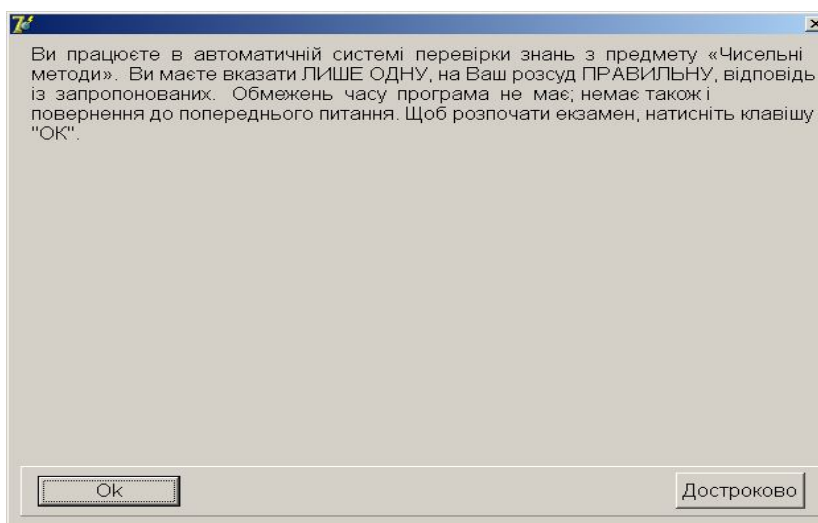 Ви працюєте в автоматичній системі перевірки знань з предмету «Чисельні
методи». Ви маєте вказати ЛИШЕ ОДНУ, на Ваш розсуд ПРАВИЛЬНУ, відповідь
із запропонованих. Обмежень часу програма не має; немає також і
повернення до попереднього питання. Щоб розпочати екзамен, натисніть клавішу
"ОК".
Ok
Достроково